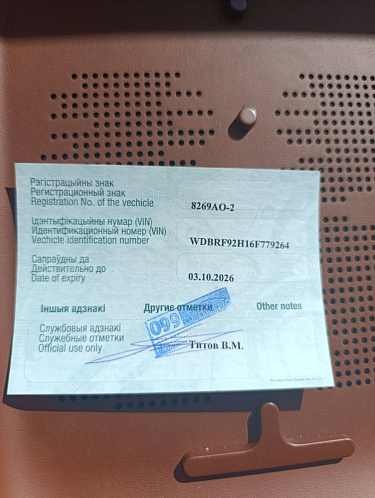 Рэгістрацыйны знак
Регистрационный знак
Registration No. of the vechicle 8269AO-2
Ідэнтыфікацыйны нумар (VIN)
Идентификационный номер (VIN)
Vechicle identification number WDBRF92H16F779264
Сапраўдны да
Действительно до
Date of expiry 03.10.2026
Іншыя адзнакі Другие отметки Other notes
Службовыя адзнакі
Служебные отметки
Official use only Титов В.М.
099